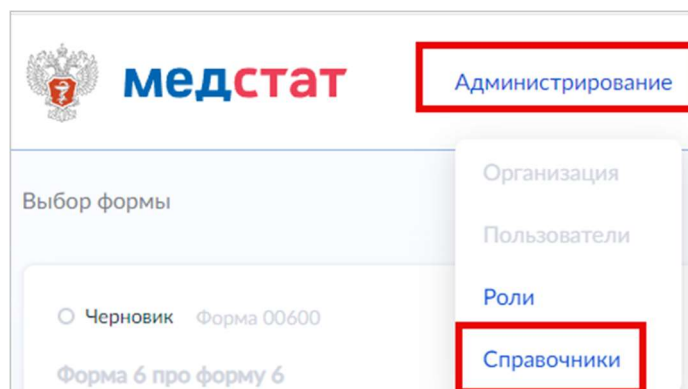 медстат
Администрирование
Организация
Выбор формы
Пользователи
Роли
Черновик Форма 00600
Справочники
Форма 6 про форму 6